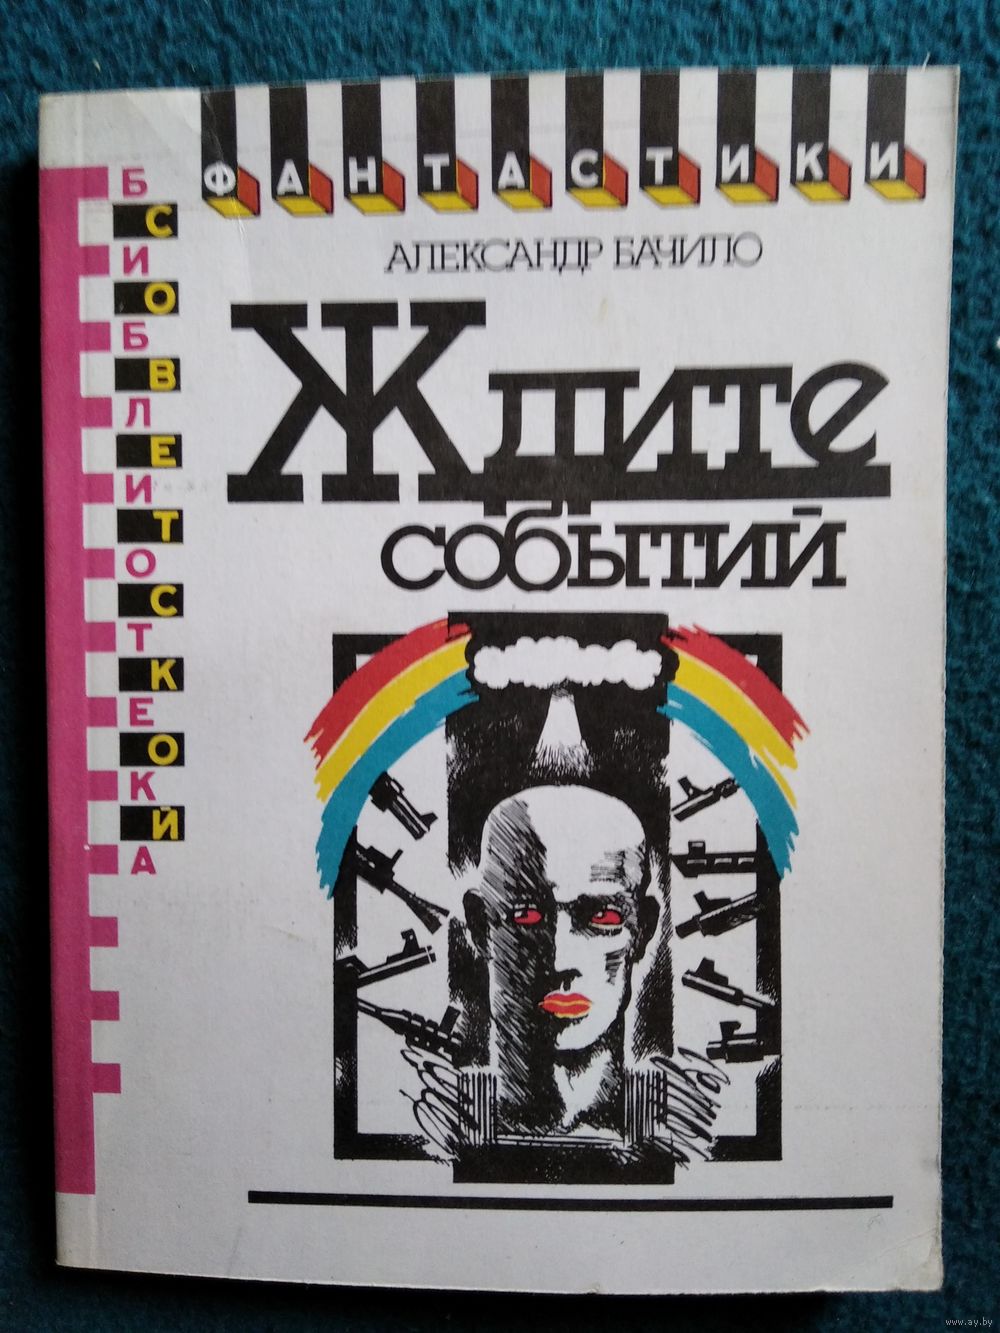 ФАНТАСТИКИ
БИБЛИОТЕКА
СОВЕТСКОЙ
АЛЕКСАНДР БАЧИЛО
Ждите
событий
www.ay.by